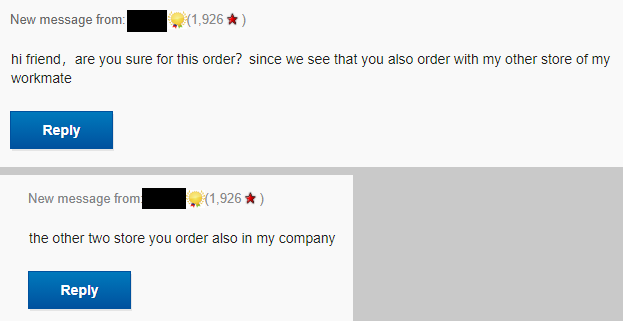 New message from: (1,926 )
hi friend，are you sure for this order？since we see that you also order with my other store of my
workmate
Reply
New message from: (1,926 )
the other two store you order also in my company
Reply